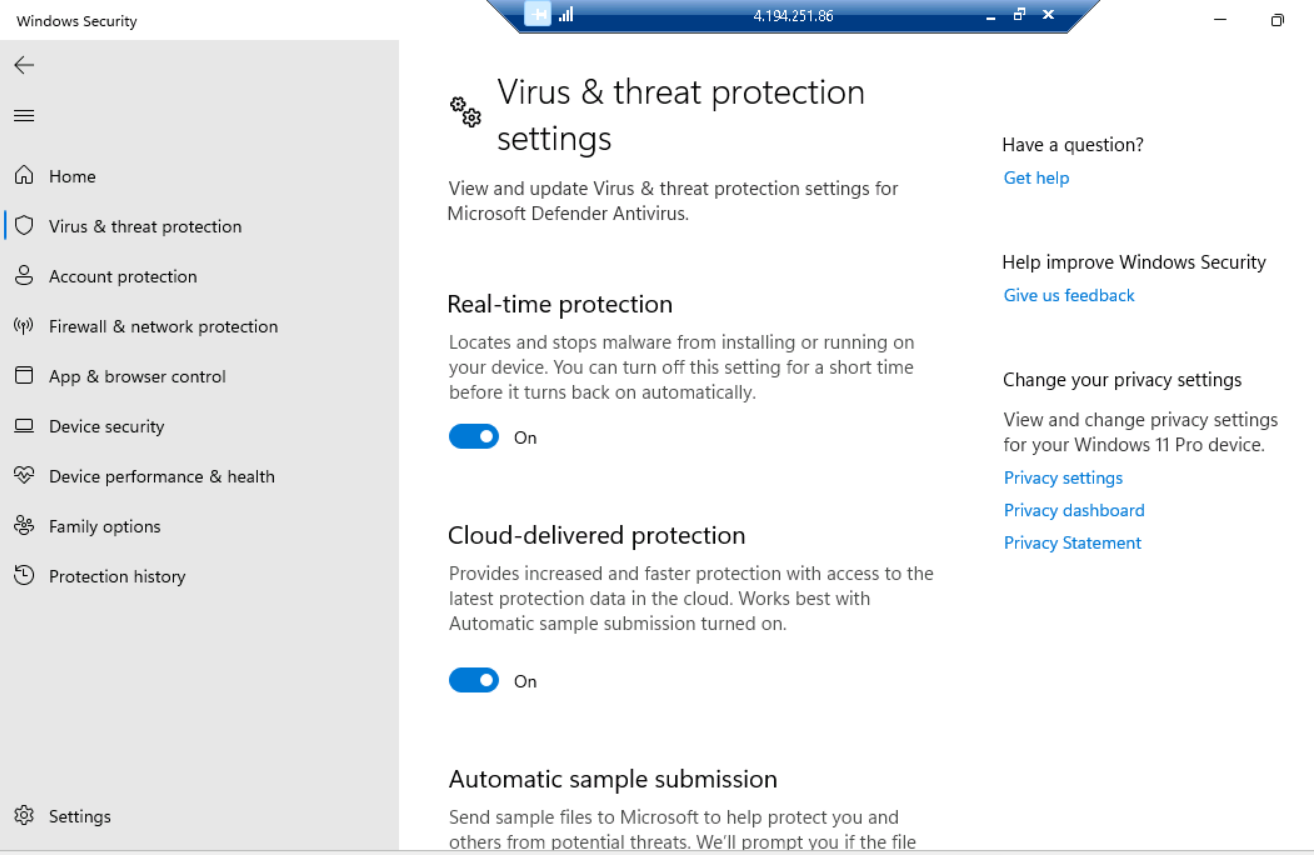 Windows Security
4.194.251.86
Home
Virus & threat protection
Account protection
Firewall & network protection
App & browser control
Device security
Device performance & health
Family options
Protection history
Settings
Virus & threat protection
settings
View and update Virus & threat protection settings for
Microsoft Defender Antivirus.
Real-time protection
Locates and stops malware from installing or running on
your device. You can turn off this setting for a short time
before it turns back on automatically.
On
Cloud-delivered protection
Provides increased and faster protection with access to the
latest protection data in the cloud. Works best with
Automatic sample submission turned on.
On
Automatic sample submission
Send sample files to Microsoft to help protect you and
others from potential threats. We'll prompt you if the file
Have a question?
Get help
Help improve Windows Security
Give us feedback
Change your privacy settings
View and change privacy settings
for your Windows 11 Pro device.
Privacy settings
Privacy dashboard
Privacy Statement